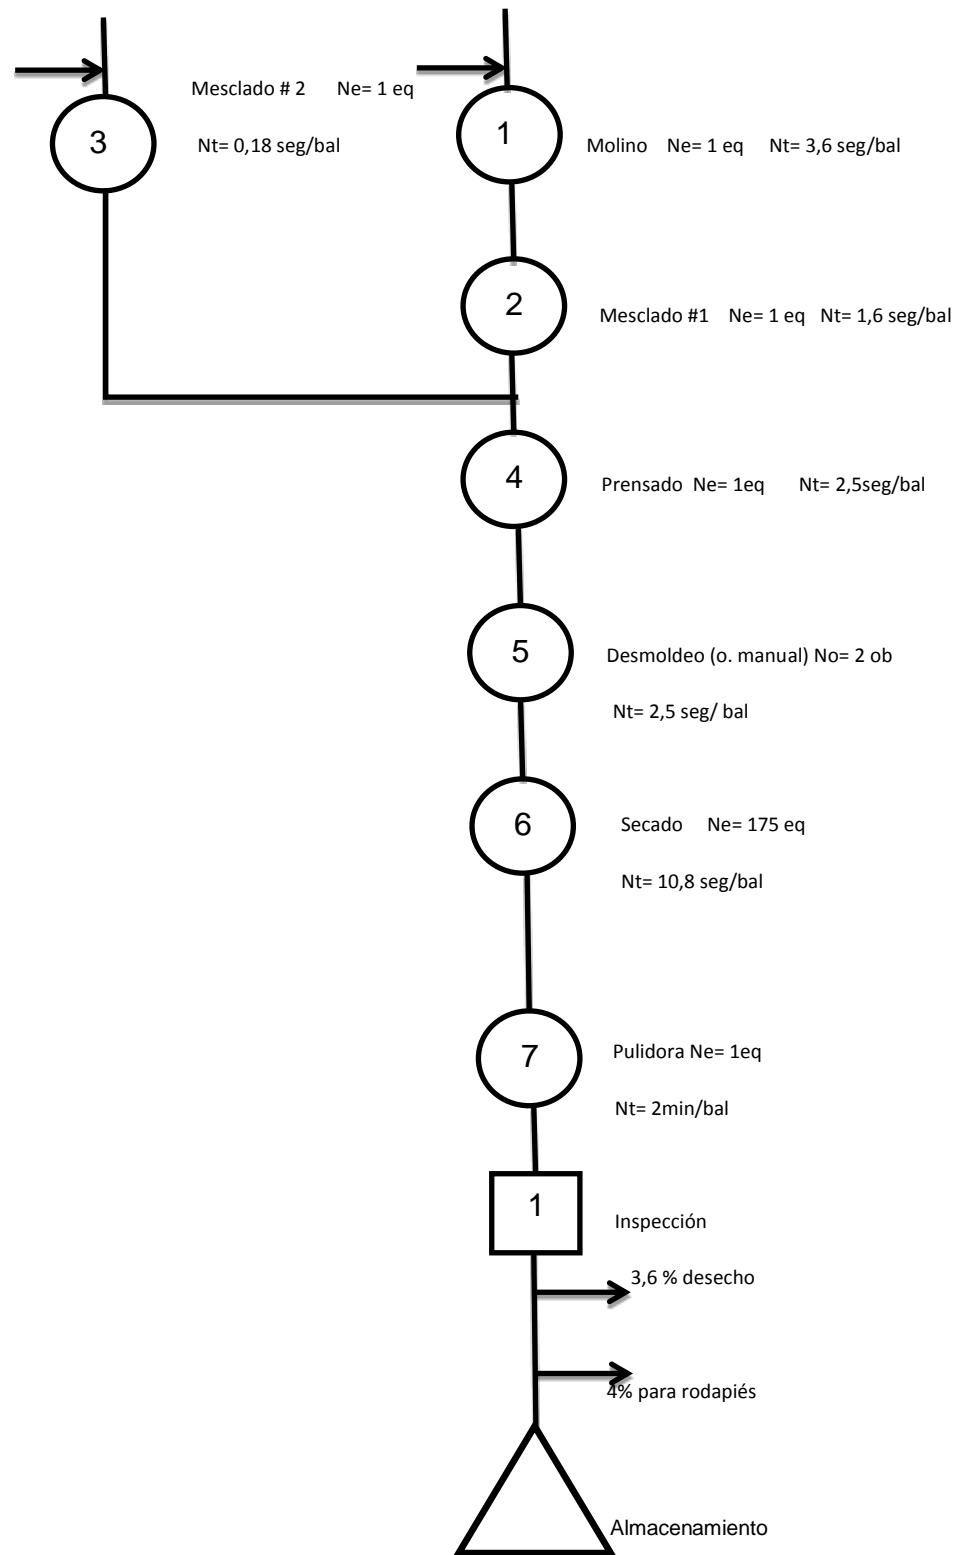 Mesclado # 2 Ne= 1 eq
3
Nt= 0,18 seg/bal
1
Molino Ne= 1 eq Nt= 3,6 seg/bal
2
Mesclado #1 Ne= 1 eq Nt= 1,6 seg/bal
4
Prensado Ne= 1eq Nt= 2,5seg/bal
5
Desmoldeo (o. manual) No= 2 ob
Nt= 2,5 seg/ bal
6
Secado Ne= 175 eq
Nt= 10,8 seg/bal
7
Pulidora Ne= 1eq
Nt= 2min/bal
1
Inspección
3,6 % desecho
4% para rodapiés
Almacenamiento